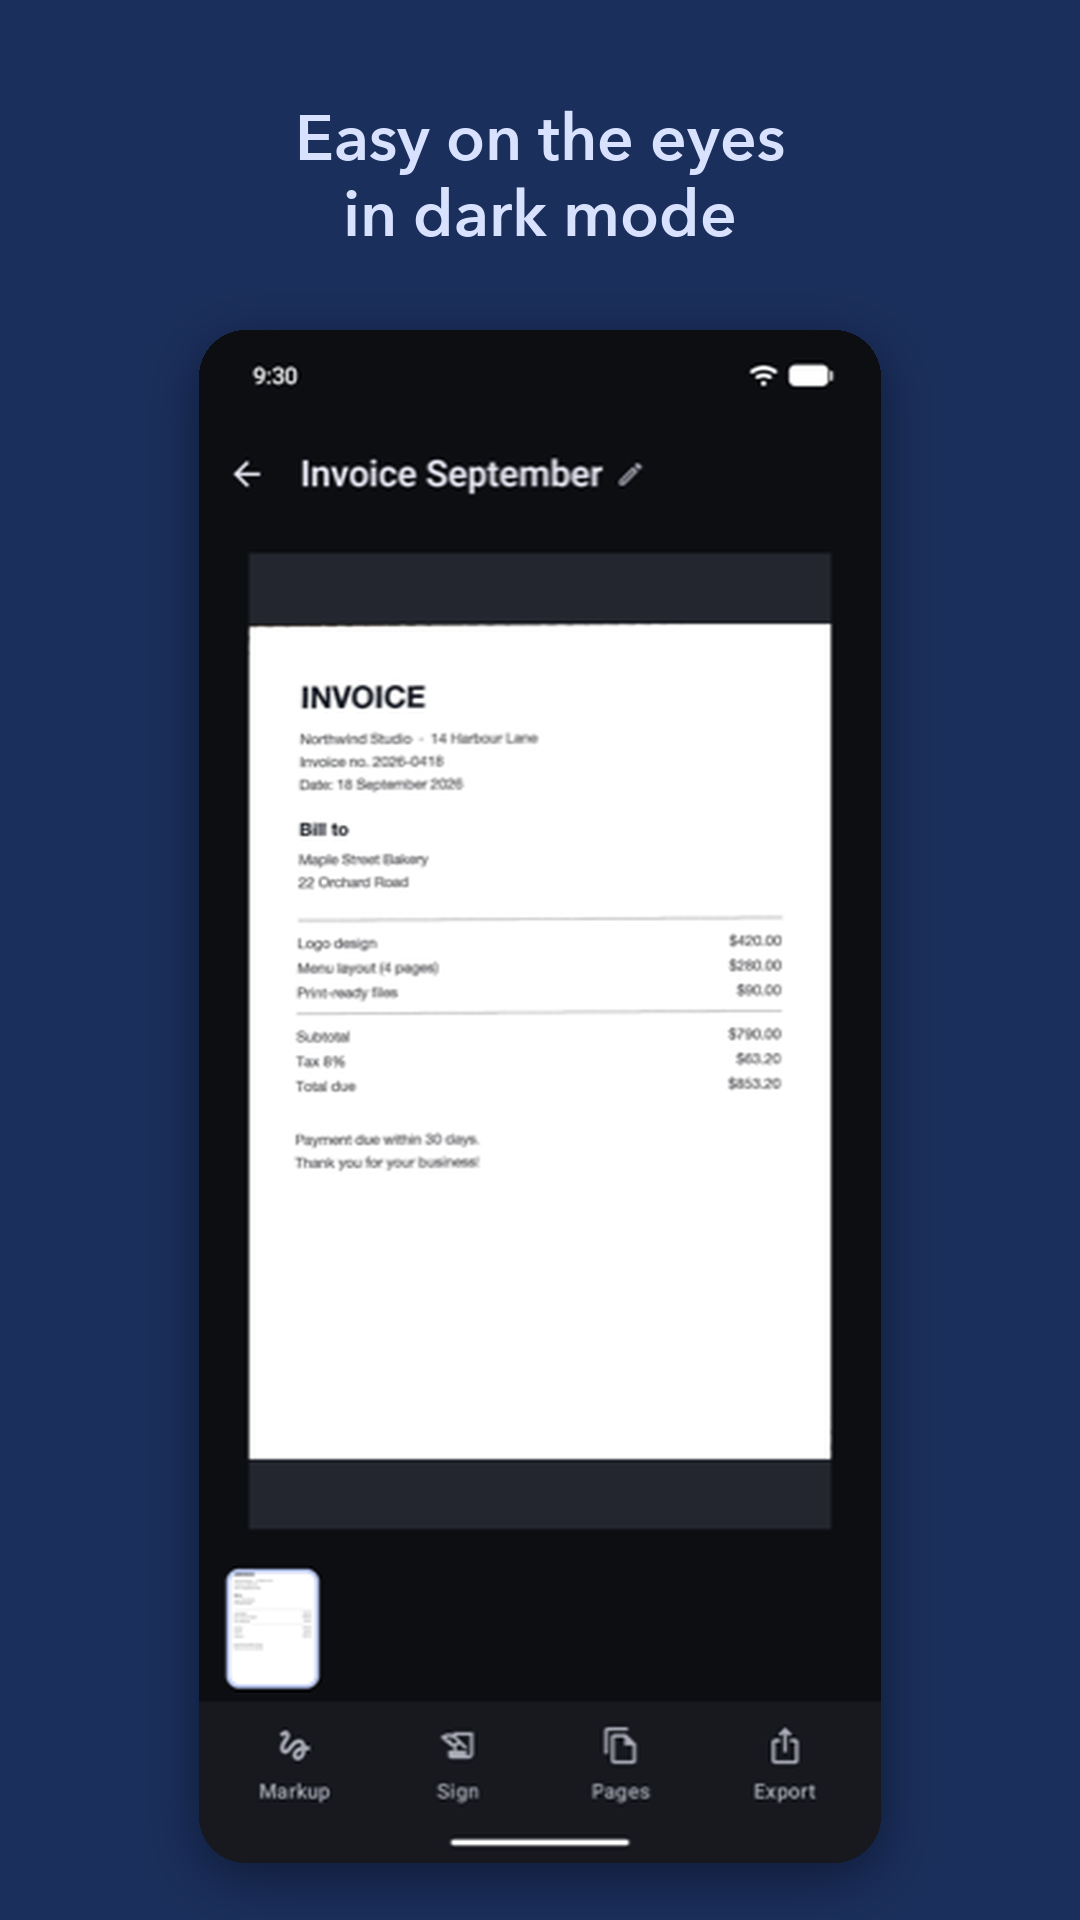 Easy on the eyes
in dark mode
9:30
Invoice September
INVOICE
Northwind Studio - 14 Harbour Lane
Invoice no. 2026-0418
Date: 18 September 2026
Bill to
Maple Street Bakery
22 Orchard Road
Logo design $420.00
Menu layout (4 pages) $280.00
Print-ready files $90.00
Subtotal $790.00
Tax 8% $63.20
Total due $853.20
Payment due within 30 days.
Thank you for your business!
Markup Sign Pages Export